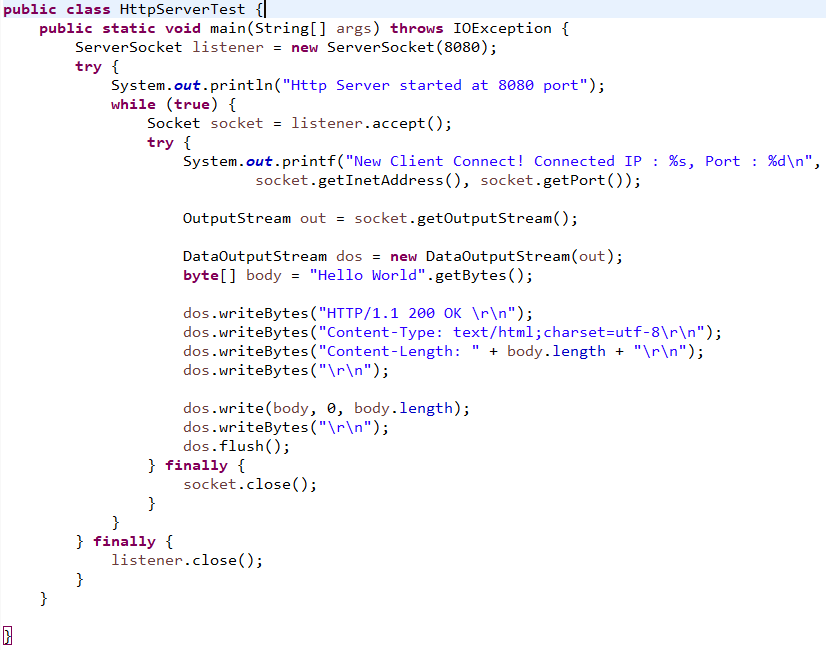 public class HttpServerTest {
    public static void main(String[] args) throws IOException {
        ServerSocket listener = new ServerSocket(8080);
        try {
            System.out.println("Http Server started at 8080 port");
            while (true) {
                Socket socket = listener.accept();
                try {
                    System.out.printf("New Client Connect! Connected IP : %s, Port : %d\n",
                            socket.getInetAddress(), socket.getPort());

                    OutputStream out = socket.getOutputStream();

                    DataOutputStream dos = new DataOutputStream(out);
                    byte[] body = "Hello World".getBytes();

                    dos.writeBytes("HTTP/1.1 200 OK \r\n");
                    dos.writeBytes("Content-Type: text/html;charset=utf-8\r\n");
                    dos.writeBytes("Content-Length: " + body.length + "\r\n");
                    dos.writeBytes("\r\n");

                    dos.write(body, 0, body.length);
                    dos.writeBytes("\r\n");
                    dos.flush();
                } finally {
                    socket.close();
                }
            }
        } finally {
            listener.close();
        }
    }

}